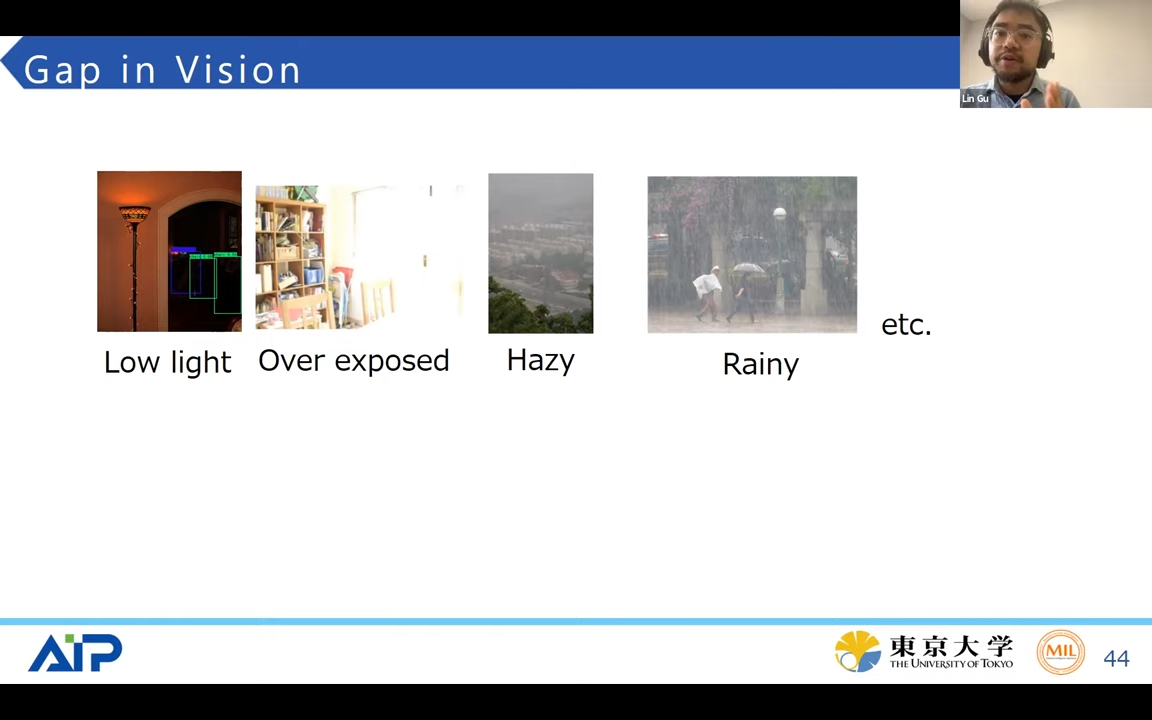 Gap in Vision
Lin Gu
Low light
Over exposed
Hazy
Rainy
etc.
AIP
東京大学
THE UNIVERSITY OF TOKYO
MIL
44